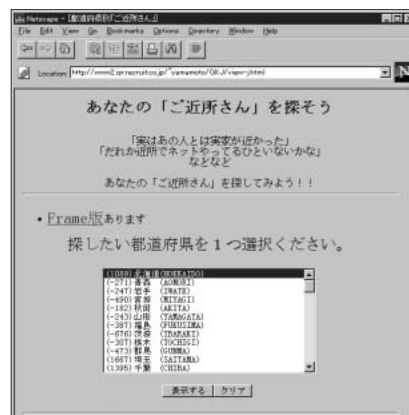 Netscape - [都道府県別「ご近所さん」]
File Edit View Go Bookmarks Options Directory Window Help
Location: http://www2.isr.recruit.co.jp/~yamamoto/GKJ/view-j.html
あなたの「ご近所さん」を探そう
「実はあの人とは実家が近かった」
「だれか近所でネットやってるひといないかな」
などなど
あなたの「ご近所さん」を探してみよう！！
• Frame版あります
探したい都道府県を１つ選択ください。
(1089)北海道(HOKKAIDO)
(-271)青森 (AOMORI)
(-247)岩手 (IWATE)
(-490)宮城 (MIYAGI)
(-182)秋田 (AKITA)
(-243)山形 (YAMAGATA)
(-387)福島 (FUKUSIMA)
(-676)茨城 (IBARAKI)
(-307)栃木 (TOCHIGI)
(-473)群馬 (GUNMA)
(1667)埼玉 (SAITAMA)
(1395)千葉 (CHIBA)
表示する クリア